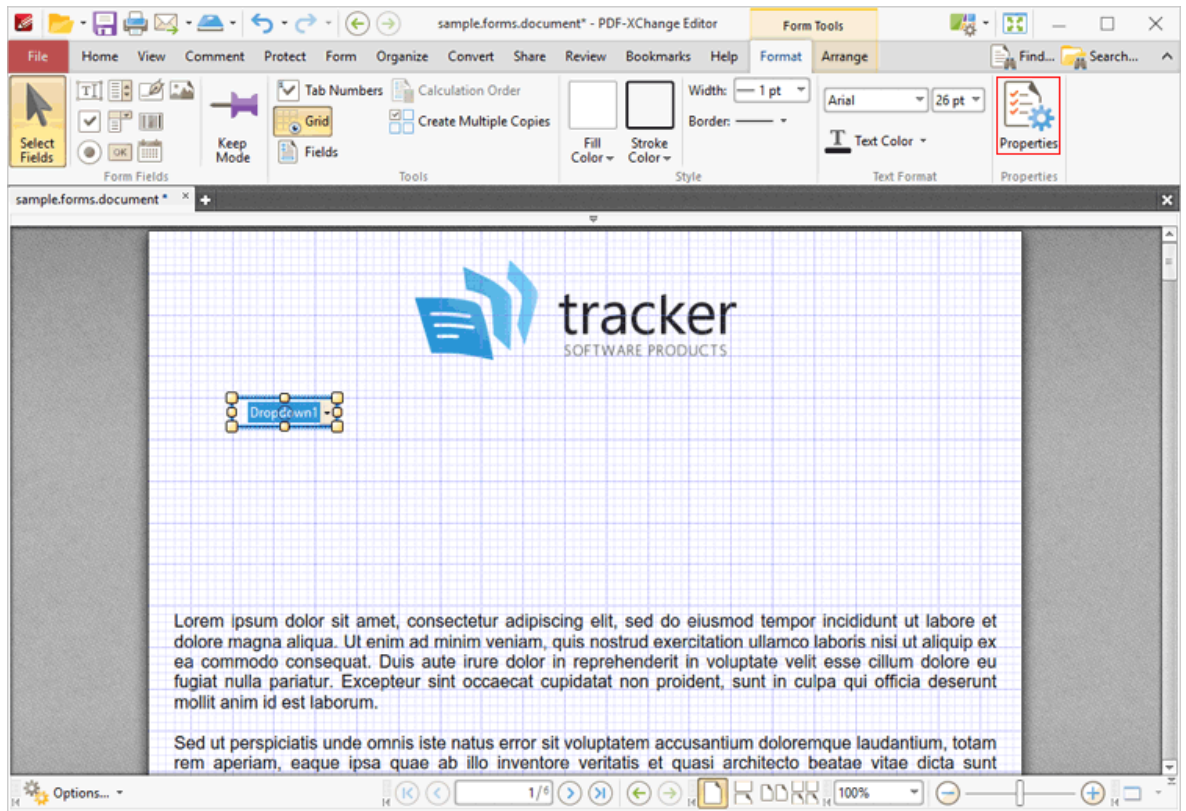 sample.forms.document* - PDF-XChange Editor
Form Tools
File Home View Comment Protect Form Organize Convert Share Review Bookmarks Help Format Arrange Find... Search...
Select Fields
OK
Keep Mode
Form Fields
Tab Numbers
Grid
Fields
Calculation Order
Create Multiple Copies
Tools
Fill Color
Stroke Color
Width: 1 pt
Border:
Style
Arial 26 pt
Text Color
Text Format
Properties
Properties
sample.forms.document *
tracker
SOFTWARE PRODUCTS
Dropdown1
Lorem ipsum dolor sit amet, consectetur adipiscing elit, sed do eiusmod tempor incididunt ut labore et
dolore magna aliqua. Ut enim ad minim veniam, quis nostrud exercitation ullamco laboris nisi ut aliquip ex
ea commodo consequat. Duis aute irure dolor in reprehenderit in voluptate velit esse cillum dolore eu
fugiat nulla pariatur. Excepteur sint occaecat cupidatat non proident, sunt in culpa qui officia deserunt
mollit anim id est laborum.
Sed ut perspiciatis unde omnis iste natus error sit voluptatem accusantium doloremque laudantium, totam
rem aperiam, eaque ipsa quae ab illo inventore veritatis et quasi architecto beatae vitae dicta sunt
Options... 1/6 100%